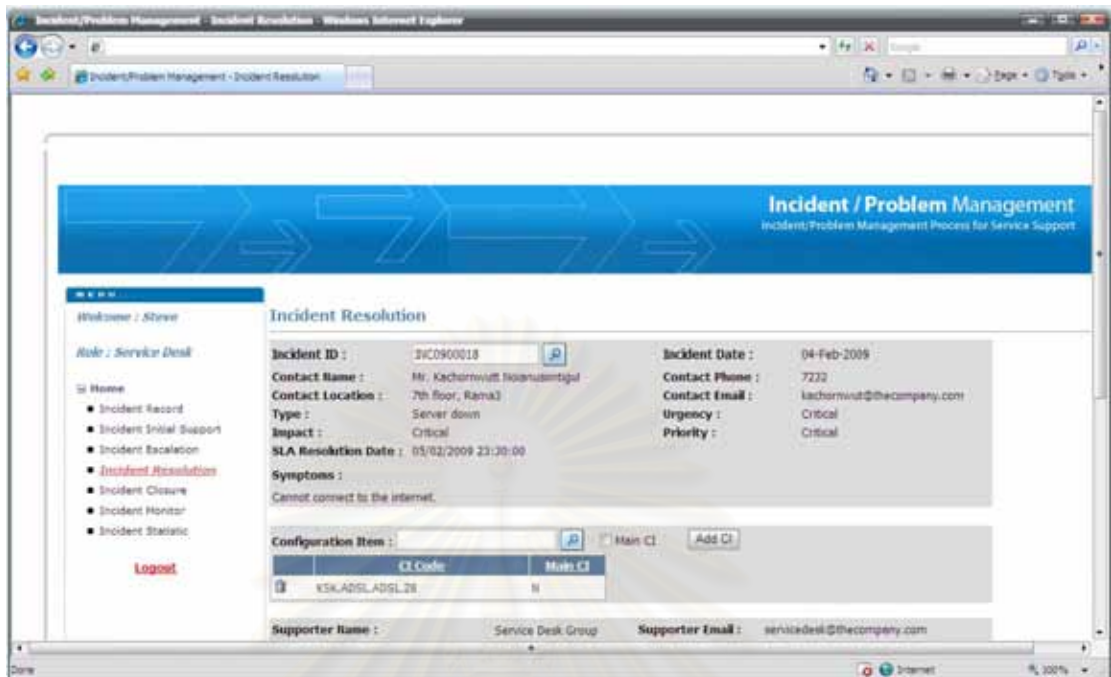 Incident/Problem Management - Incident Resolution - Windows Internet Explorer
Google
Incident/Problem Management - Incident Resolution
Page
Tools
Incident / Problem Management
Incident/Problem Management Process for Service Support
MENU
Welcome : Steve
Role : Service Desk
Home
Incident Record
Incident Initial Support
Incident Escalation
Incident Resolution
Incident Closure
Incident Monitor
Incident Statistic
Logout
Incident Resolution
Incident ID : INC0900018 Incident Date : 04-Feb-2009
Contact Name : Mr. Kachornwutt Contact Phone : 7232
Contact Location : 7th floor, Rama3 Contact Email : kachornwut@thecompany.com
Type : Server down Urgency : Critical
Impact : Critical Priority : Critical
SLA Resolution Date : 05/02/2009 23:30:00
Symptoms :
Cannot connect to the internet.
Configuration Item : Main CI Add CI
CI Code Main CI
KSK.ADSL.ADSL.28 N
Supporter Name : Service Desk Group Supporter Email : servicedesk@thecompany.com
Done Internet 100%